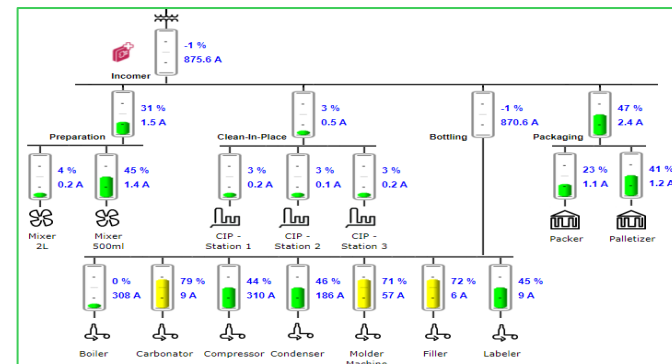 -1 %
875.6 A
Incomer
31 %
1.5 A
Preparation
3 %
0.5 A
Clean-In-Place
-1 %
870.6 A
Bottling
47 %
2.4 A
Packaging
4 %
0.2 A
45 %
1.4 A
3 %
0.2 A
3 %
0.1 A
3 %
0.2 A
23 %
1.1 A
41 %
1.2 A
Mixer
2L
Mixer
500ml
CIP -
Station 1
CIP -
Station 2
CIP -
Station 3
Packer
Palletizer
0 %
308 A
79 %
9 A
44 %
310 A
46 %
186 A
71 %
57 A
72 %
6 A
45 %
9 A
Boiler
Carbonator
Compressor
Condenser
Molder
Machine
Filler
Labeler